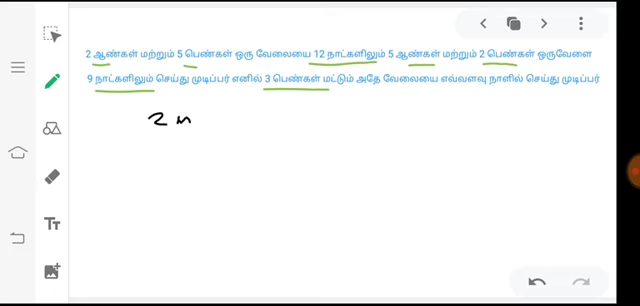 2 ஆண்கள் மற்றும் 5 பெண்கள் ஒரு வேலையை 12 நாட்களிலும் 5 ஆண்கள் மற்றும் 2 பெண்கள் ஒருவேளை
9 நாட்களிலும் செய்து முடிப்பர் எனில் 3 பெண்கள் மட்டும் அதே வேலையை எவ்வளவு நாளில் செய்து முடிப்பர்
2 m
Tт